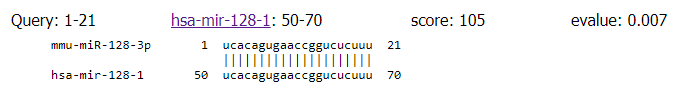 Query: 1-21 hsa-mir-128-1: 50-70 score: 105 evalue: 0.007
mmu-miR-128-3p 1 ucacagugaaccggucucuuu 21
|||||||||||||||||||||
hsa-mir-128-1 50 ucacagugaaccggucucuuu 70